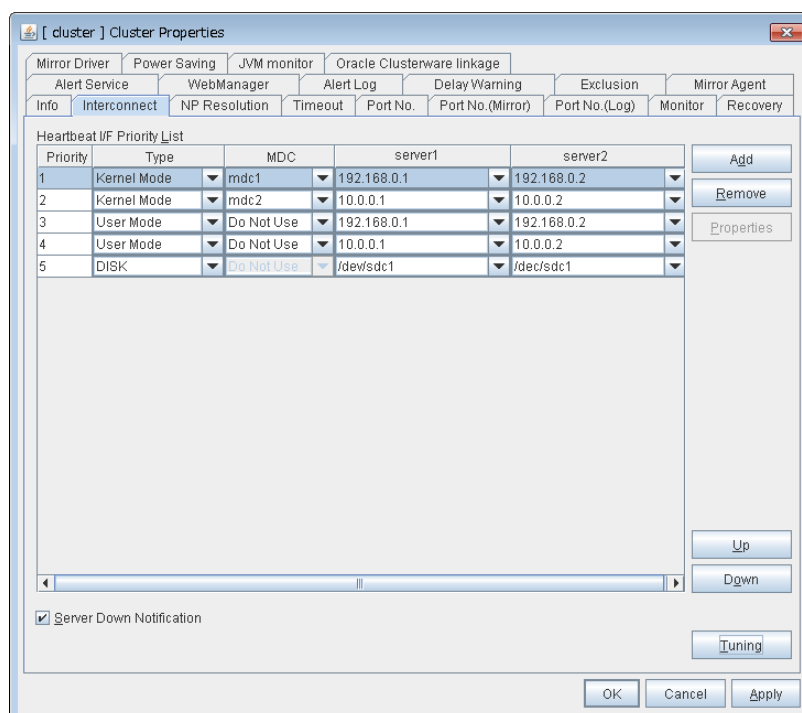 [ cluster ] Cluster Properties
Mirror Driver Power Saving JVM monitor Oracle Clusterware linkage
Alert Service WebManager Alert Log Delay Warning Exclusion Mirror Agent
Info Interconnect NP Resolution Timeout Port No. Port No.(Mirror) Port No.(Log) Monitor Recovery
Heartbeat I/F Priority List
Priority Type MDC server1 server2
1 Kernel Mode mdc1 192.168.0.1 192.168.0.2
2 Kernel Mode mdc2 10.0.0.1 10.0.0.2
3 User Mode Do Not Use 192.168.0.1 192.168.0.2
4 User Mode Do Not Use 10.0.0.1 10.0.0.2
5 DISK Do Not Use /dev/sdc1 /dec/sdc1
Add
Remove
Properties
Up
Down
Server Down Notification
Tuning
OK Cancel Apply